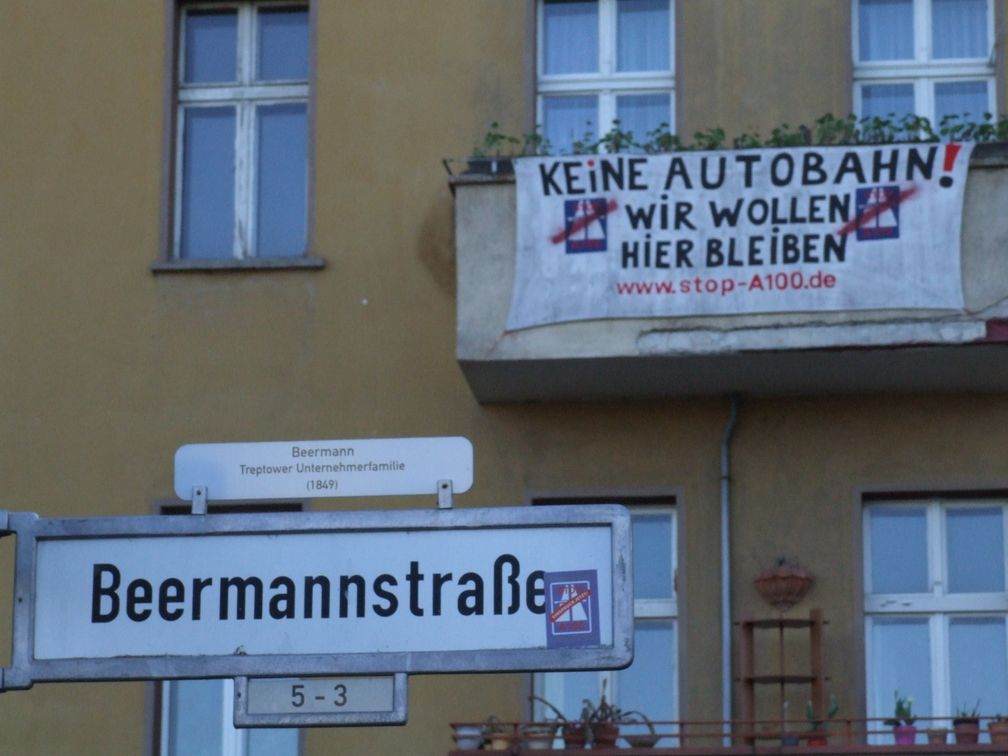 KEiNE AUTOBAHN!
WiR WOLLEN
HiER BLEiBEN
www.stop-A100.de
Beermann
Treptower Unternehmerfamilie
(1849)
Beermannstraße
5 - 3